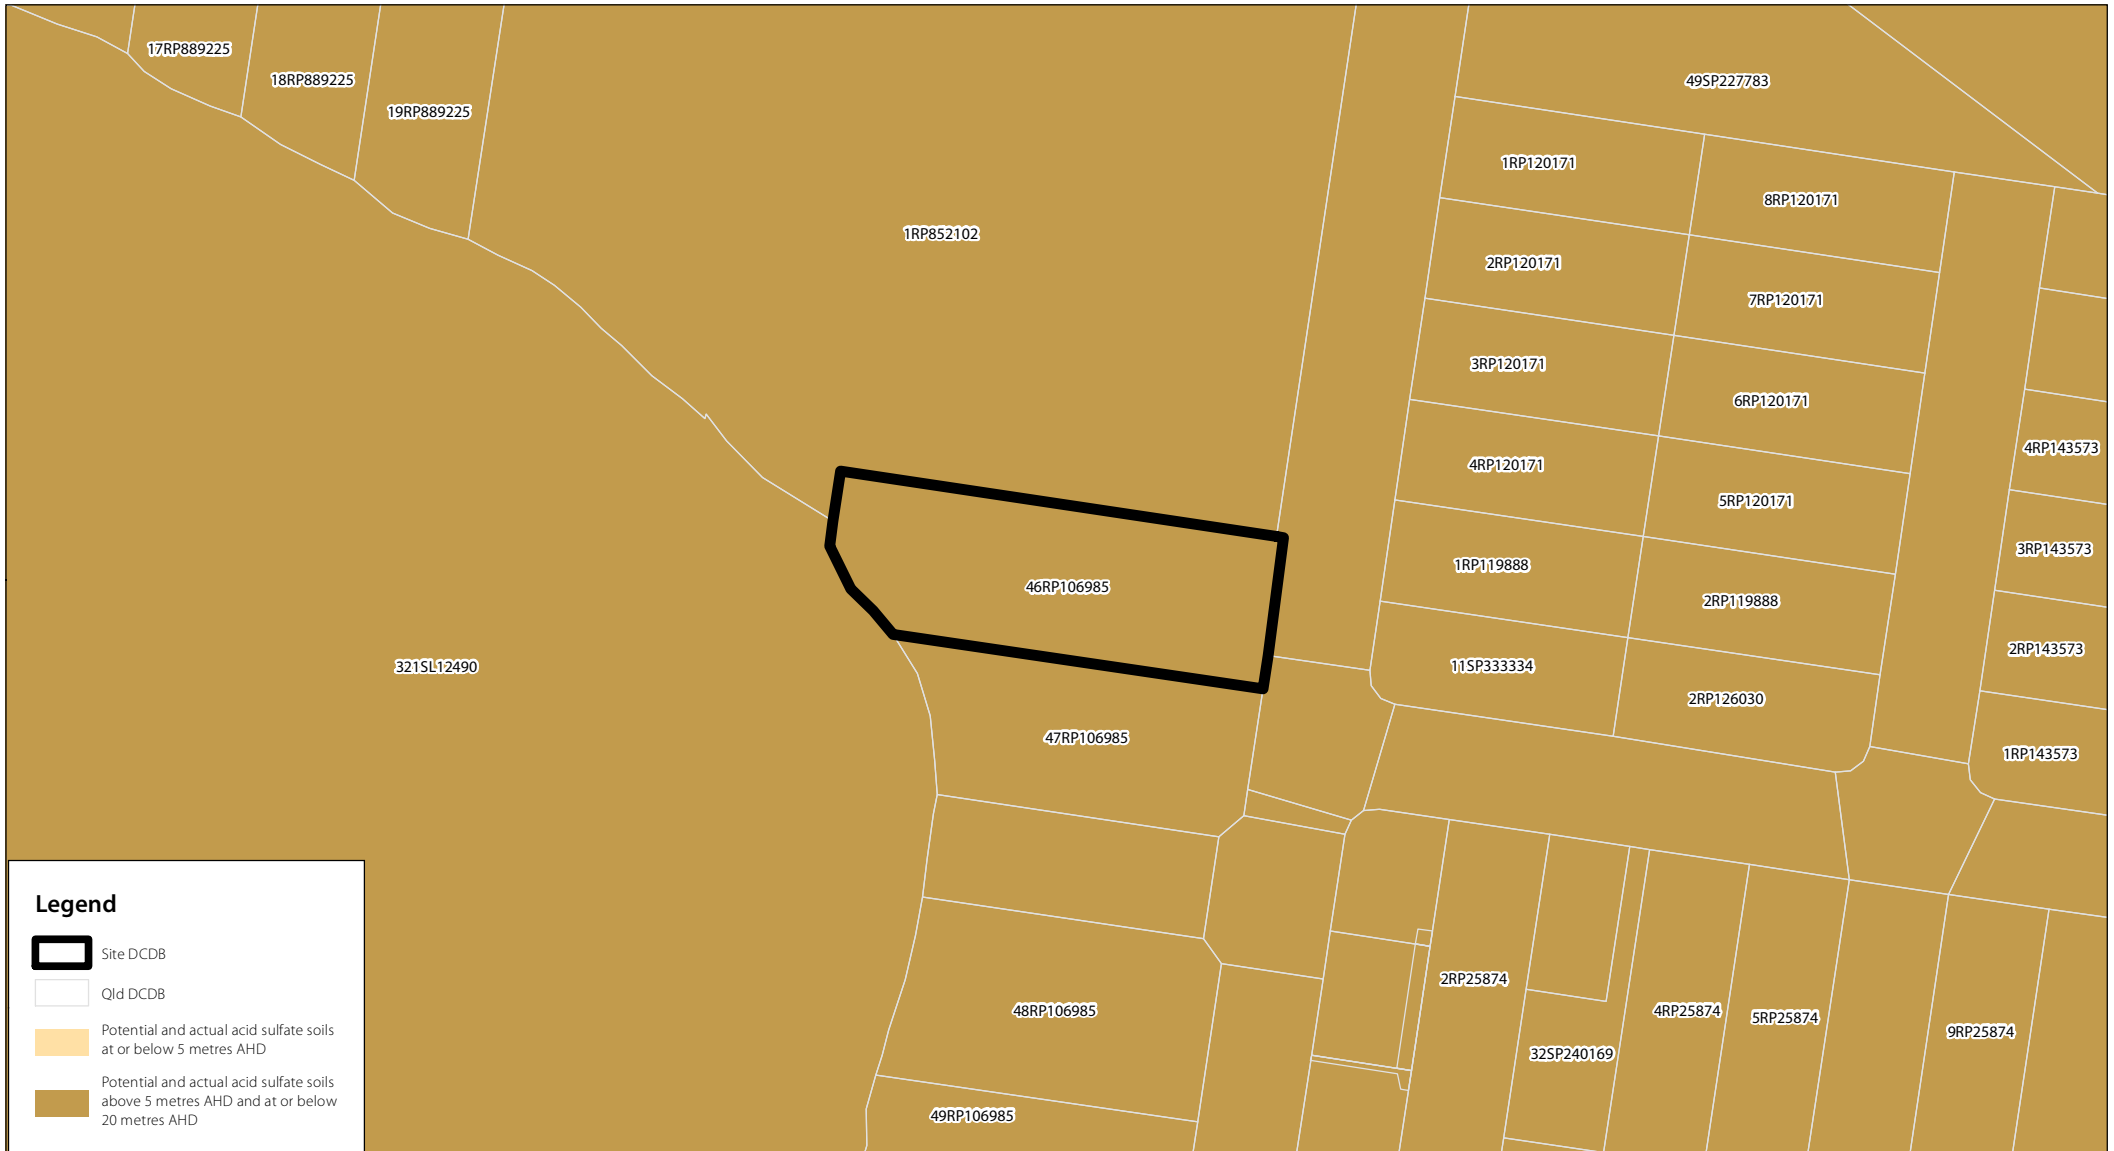 17RP889225
18RP889225
19RP889225
49SP227783
1RP120171
8RP120171
1RP852102
2RP120171
7RP120171
3RP120171
6RP120171
4RP143573
4RP120171
5RP120171
3RP143573
1RP119888
46RP106985
2RP119888
2RP143573
321SL12490
11SP333334
2RP126030
47RP106985
1RP143573
2RP25874
48RP106985
4RP25874
5RP25874
9RP25874
32SP240169
49RP106985
Legend
Site DCDB
Qld DCDB
Potential and actual acid sulfate soils
at or below 5 metres AHD
Potential and actual acid sulfate soils
above 5 metres AHD and at or below
20 metres AHD